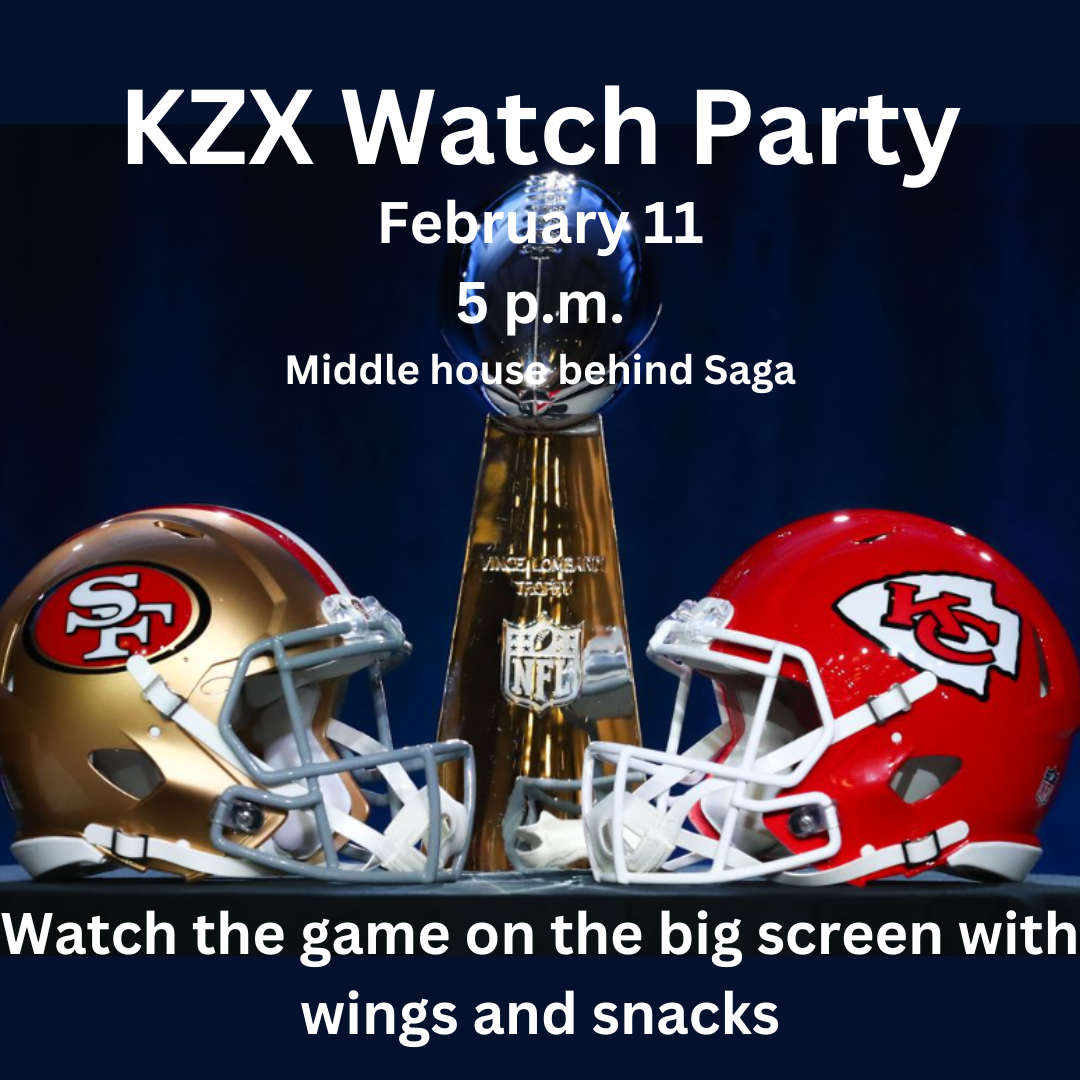 KZX Watch Party
February 11
5 p.m.
Middle house behind Saga
VINCE LOMBARDI
TROPHY
SF
KC
NFL
Watch the game on the big screen with
wings and snacks